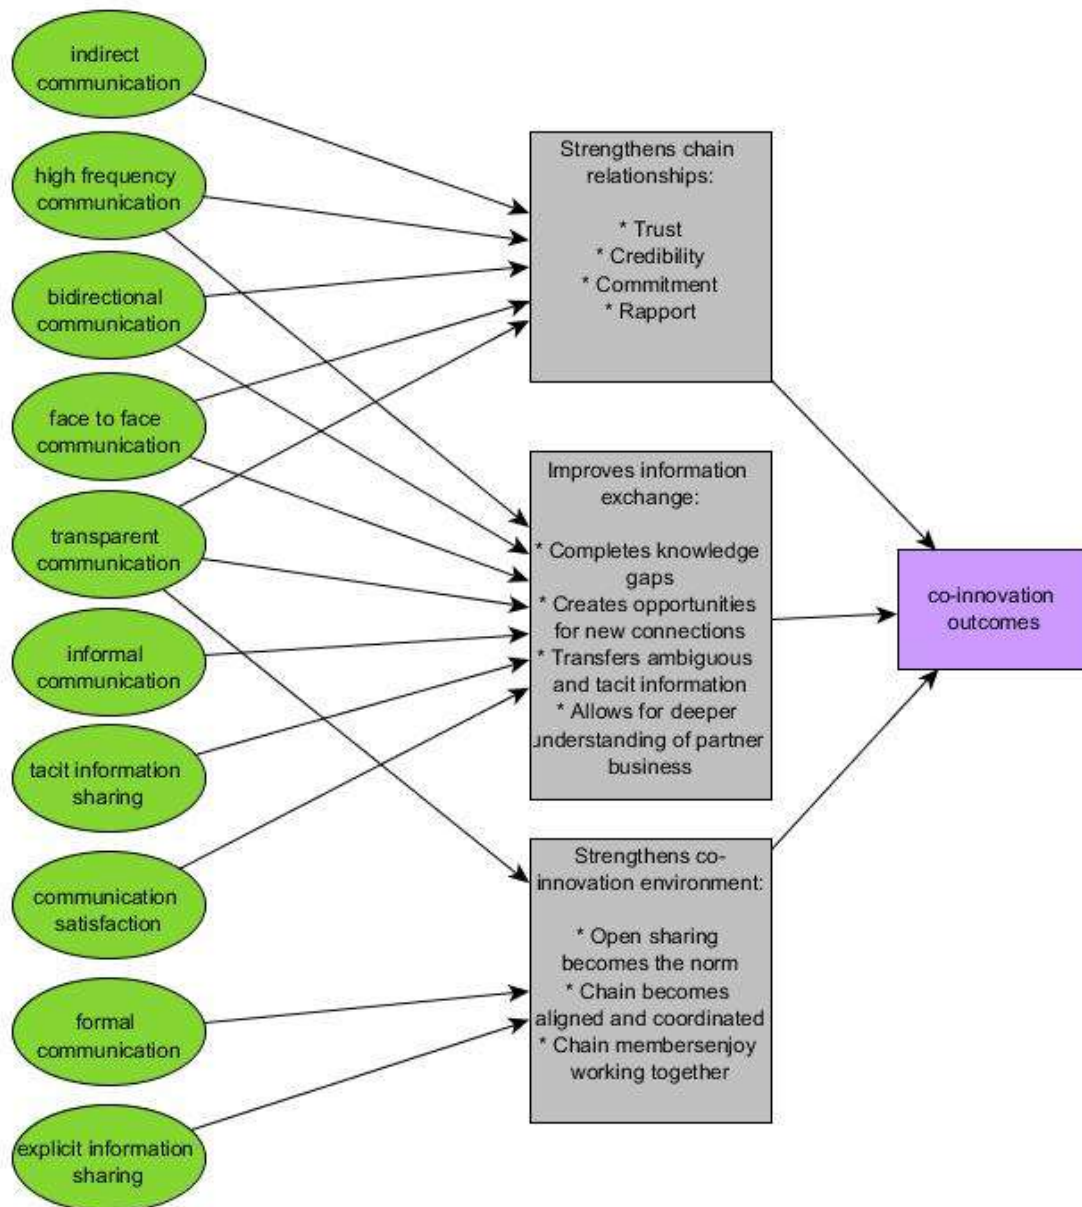 indirect
communication
high frequency
communication
bidirectional
communication
face to face
communication
transparent
communication
informal
communication
tacit information
sharing
communication
satisfaction
formal
communication
explicit information
sharing
Strengthens chain
relationships:
* Trust
* Credibility
* Commitment
* Rapport
Improves information
exchange:
* Completes knowledge
gaps
* Creates opportunities
for new connections
* Transfers ambiguous
and tacit information
* Allows for deeper
understanding of partner
business
Strengthens co-
innovation environment:
* Open sharing
becomes the norm
* Chain becomes
aligned and coordinated
* Chain membersenjoy
working together
co-innovation
outcomes